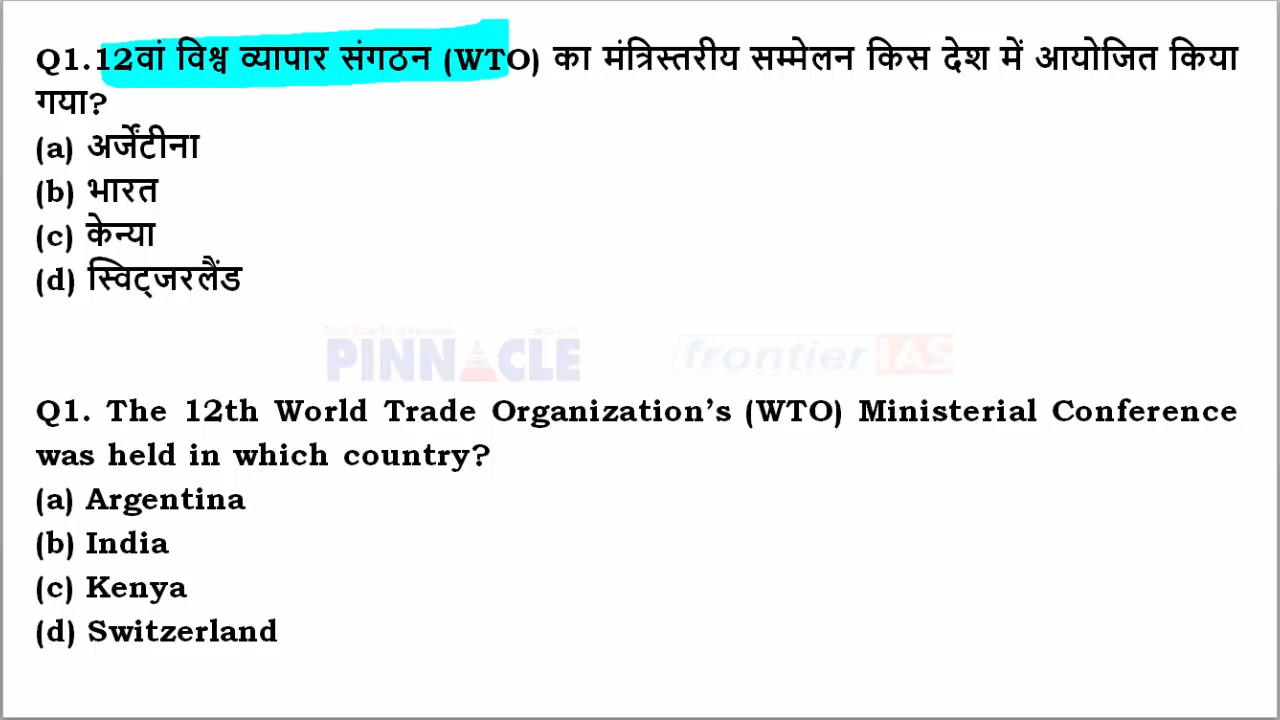 Q1.12वां विश्व व्यापार संगठन (WTO) का मंत्रिस्तरीय सम्मेलन किस देश में आयोजित किया
गया?
(a) अर्जेंटीना
(b) भारत
(c) केन्या
(d) स्विट्जरलैंड
PINNACLE frontier IAS
Q1. The 12th World Trade Organization’s (WTO) Ministerial Conference
was held in which country?
(a) Argentina
(b) India
(c) Kenya
(d) Switzerland